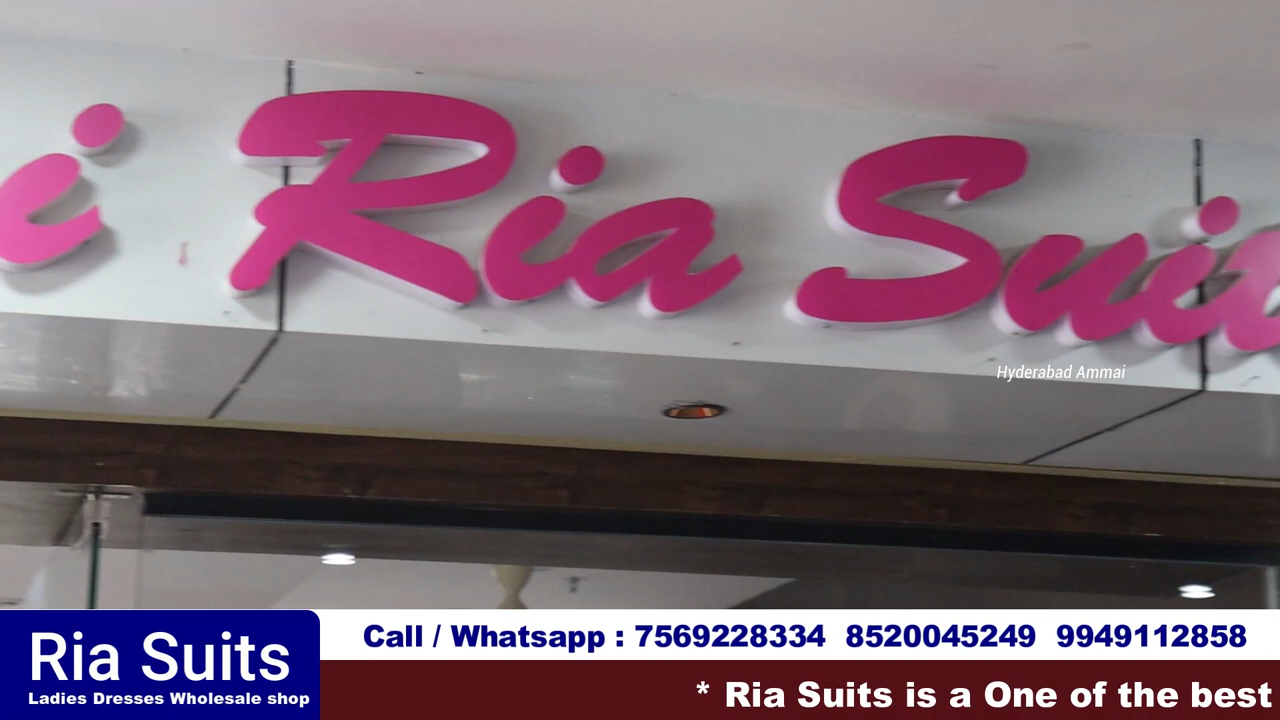 i Ria Suit
Hyderabad Ammai
Ria Suits
Ladies Dresses Wholesale shop
Call / Whatsapp : 7569228334 8520045249 9949112858
* Ria Suits is a One of the best